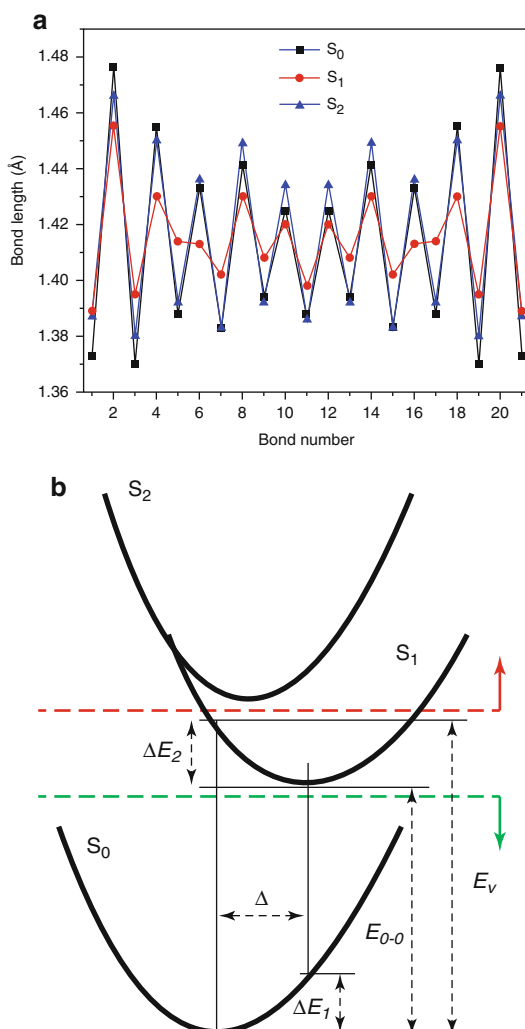 a
S0
S1
S2
1.48
1.46
1.44
1.42
1.40
1.38
1.36
Bond length (Å)
2 4 6 8 10 12 14 16 18 20
Bond number
b
S2
S1
ΔE2
S0
Δ
Ev
E0-0
ΔE1